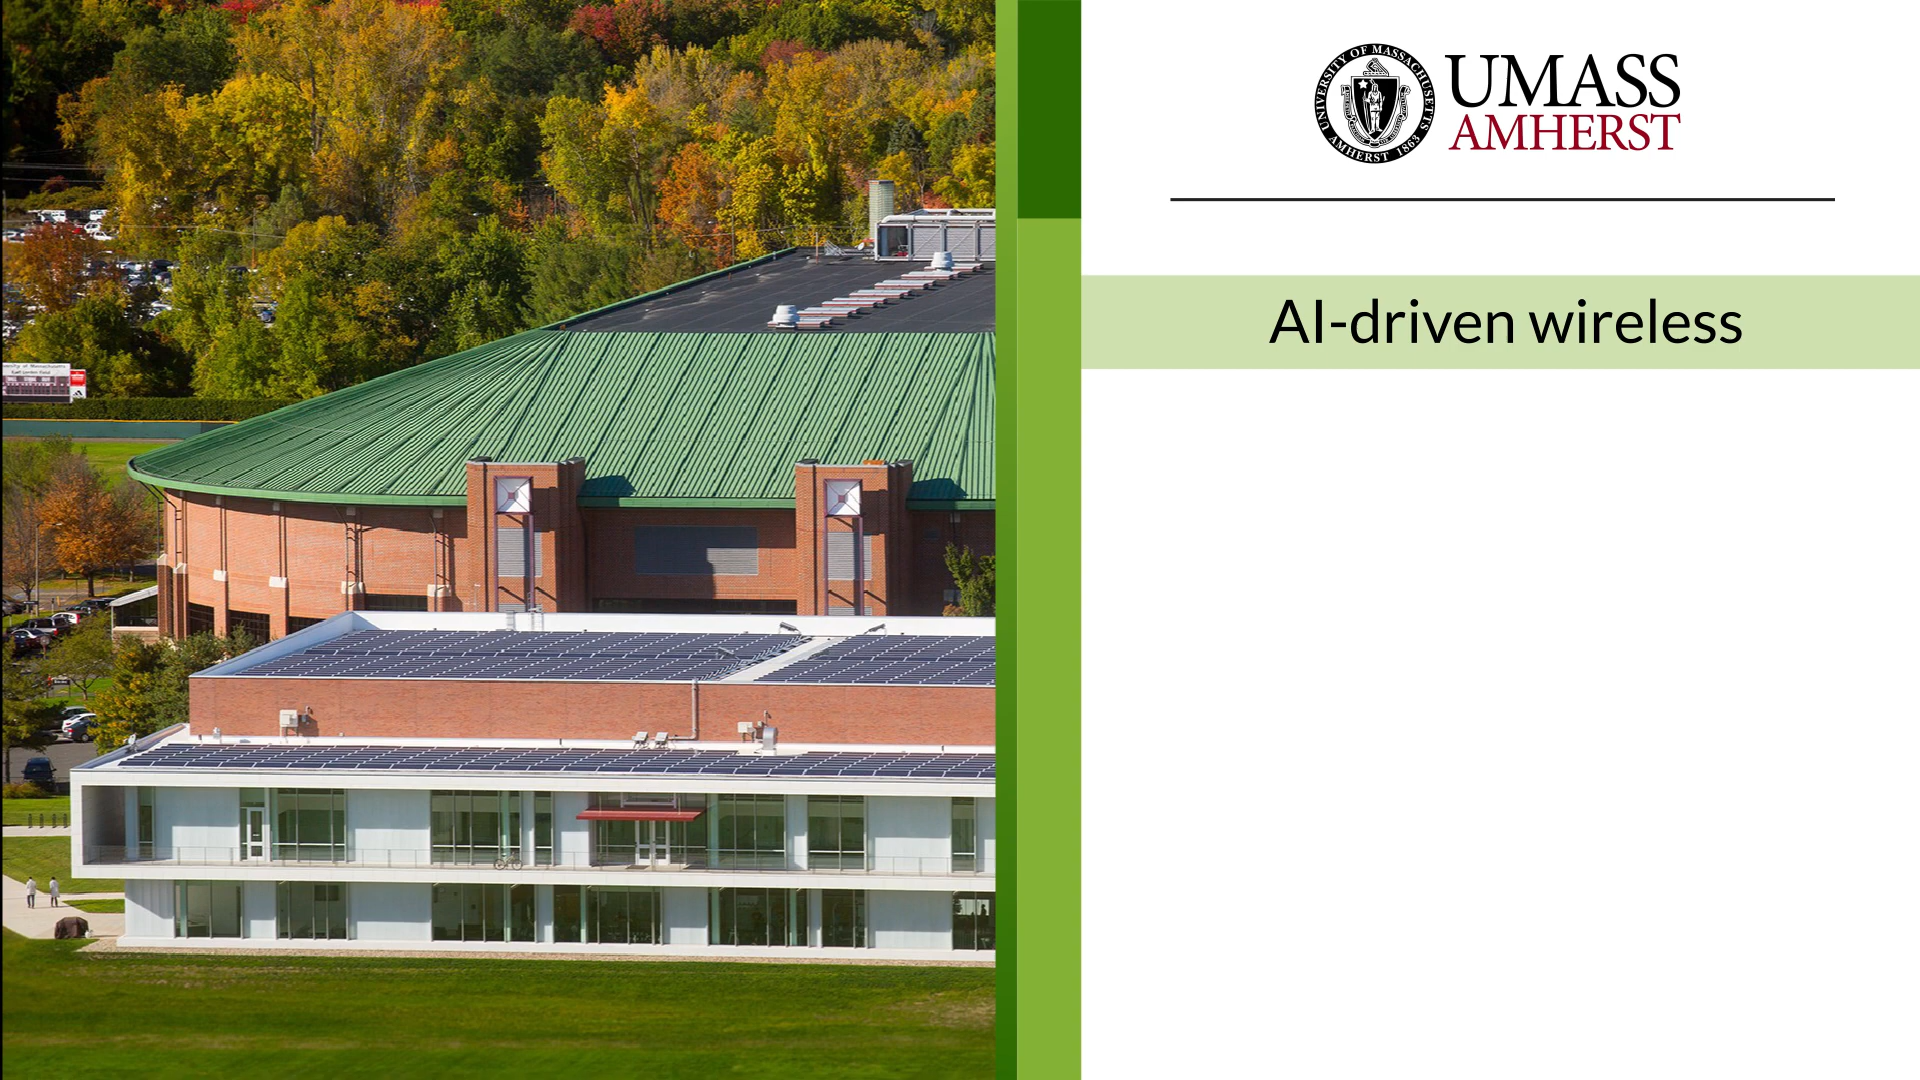 UNIVERSITY OF MASSACHUSETTS
AMHERST 1863
UMASS
AMHERST
AI-driven wireless